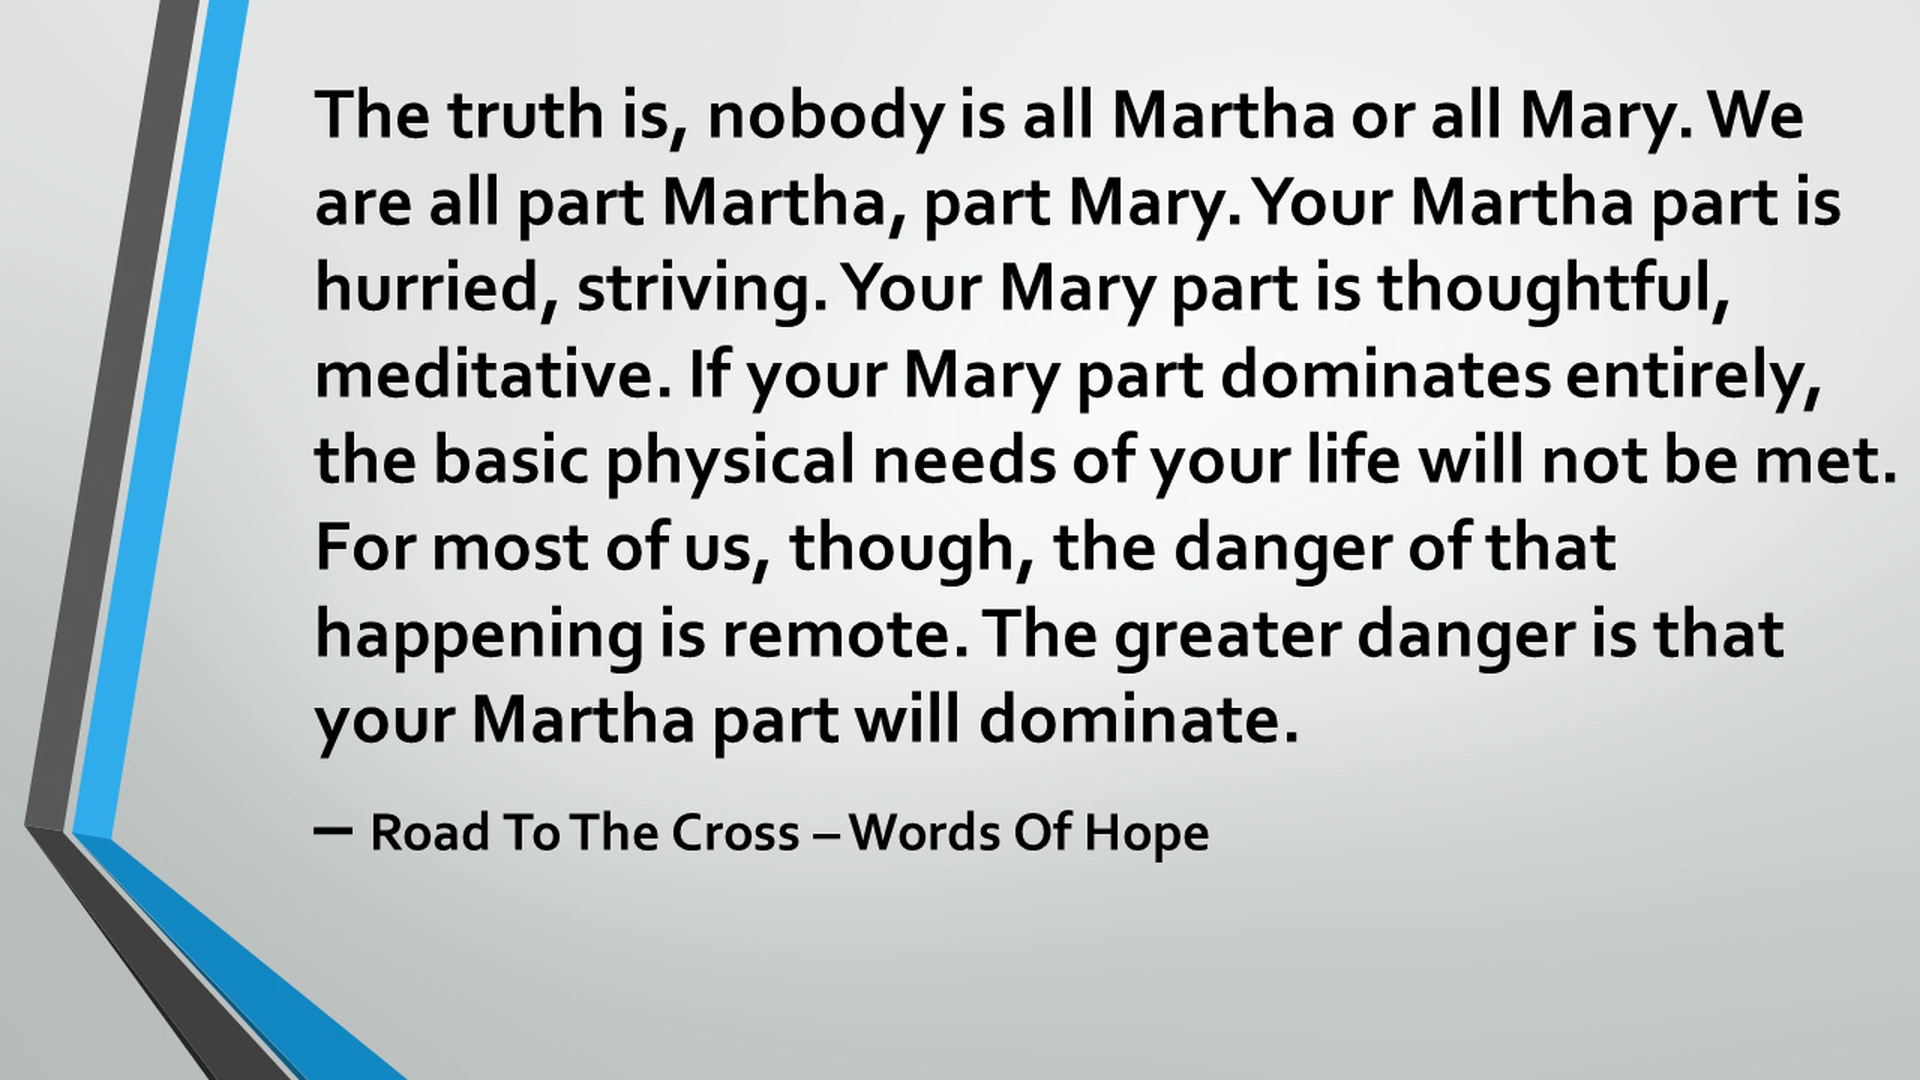 The truth is, nobody is all Martha or all Mary. We
are all part Martha, part Mary. Your Martha part is
hurried, striving. Your Mary part is thoughtful,
meditative. If your Mary part dominates entirely,
the basic physical needs of your life will not be met.
For most of us, though, the danger of that
happening is remote. The greater danger is that
your Martha part will dominate.
— Road To The Cross – Words Of Hope